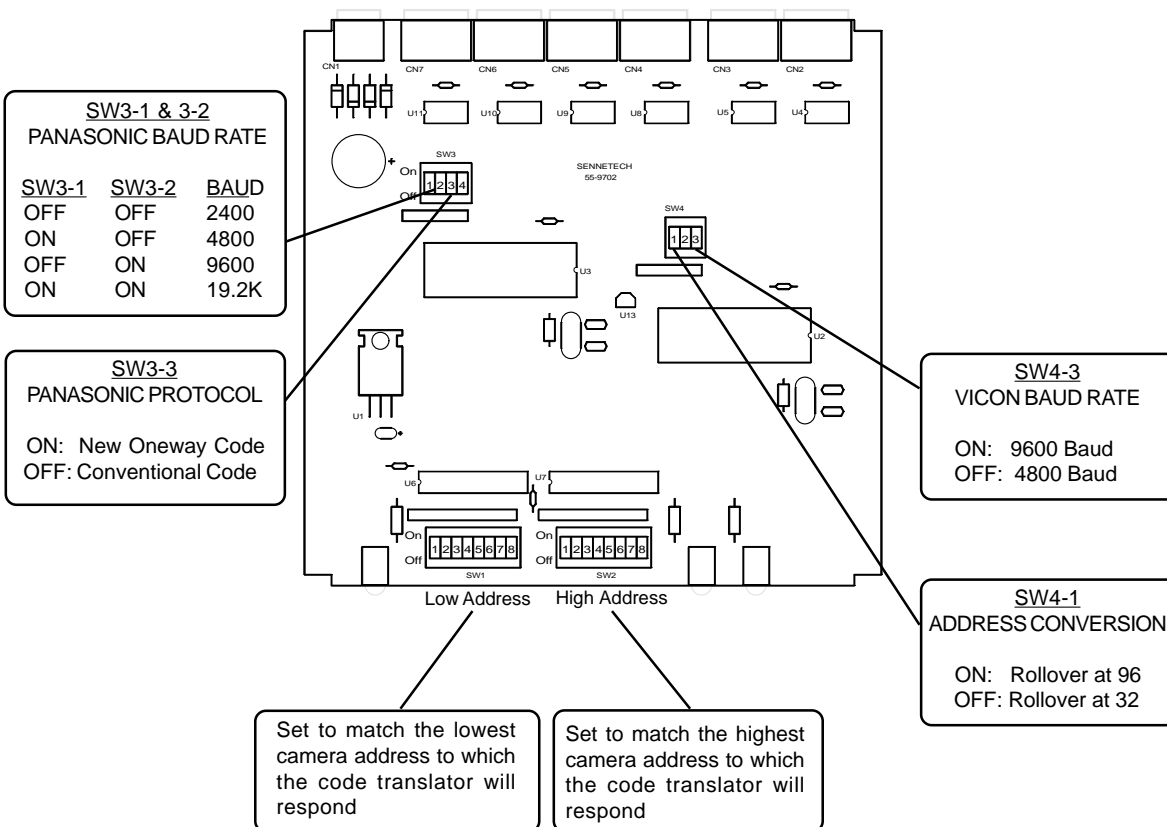 CN1 CN7 CN6 CN5 CN4 CN3 CN2
U11 U10 U9 U8 U5 U4
SW3-1 & 3-2
PANASONIC BAUD RATE
SW3-1 SW3-2 BAUD
OFF OFF 2400
ON OFF 4800
OFF ON 9600
ON ON 19.2K
SW3
On
1 2 3 4
Off
+
SENNETECH
55-9702
SW4
1 2 3
U3
U13
U2
SW3-3
PANASONIC PROTOCOL
ON: New Oneway Code
OFF: Conventional Code
U1
+
SW4-3
VICON BAUD RATE
ON: 9600 Baud
OFF: 4800 Baud
U6 U7
On
1 2 3 4 5 6 7 8
Off
SW1
On
1 2 3 4 5 6 7 8
Off
SW2
Low Address High Address
SW4-1
ADDRESS CONVERSION
ON: Rollover at 96
OFF: Rollover at 32
Set to match the lowest
camera address to which
the code translator will
respond
Set to match the highest
camera address to which
the code translator will
respond